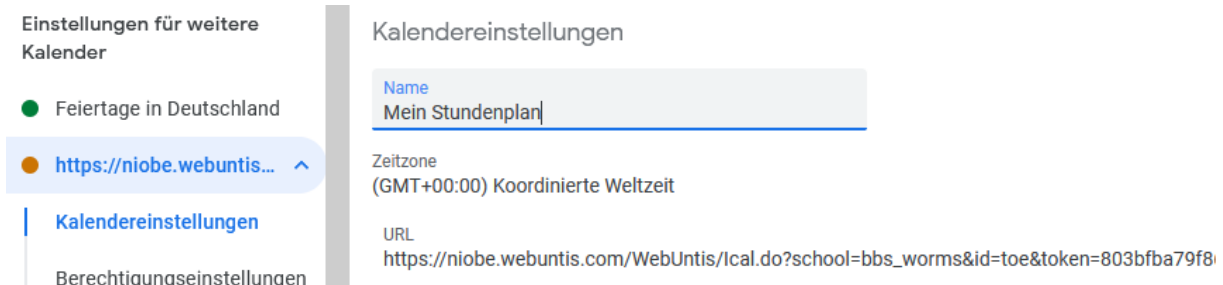 Einstellungen für weitere
Kalender
Feiertage in Deutschland
https://niobe.webuntis...
Kalendereinstellungen
Berechtigungseinstellungen
Kalendereinstellungen
Name
Mein Stundenplan
Zeitzone
(GMT+00:00) Koordinierte Weltzeit
URL
https://niobe.webuntis.com/WebUntis/Ical.do?school=bbs_worms&id=toe&token=803bfba79f8